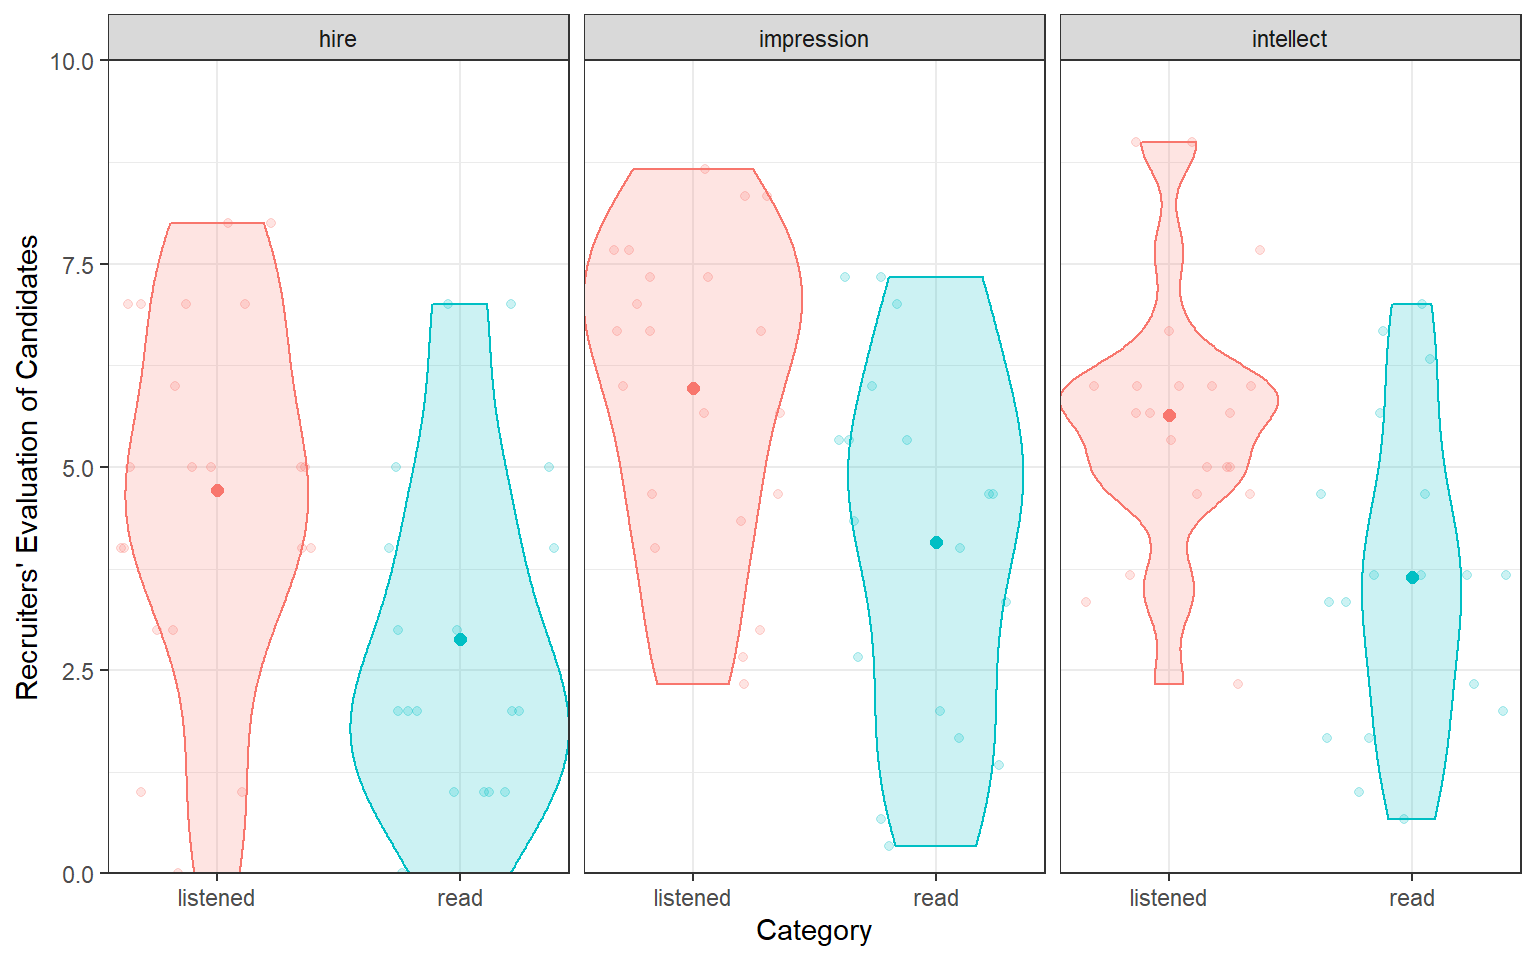 hire
impression
intellect
Recruiters' Evaluation of Candidates
10.0
7.5
5.0
2.5
0.0
listened
read
listened
read
listened
read
Category